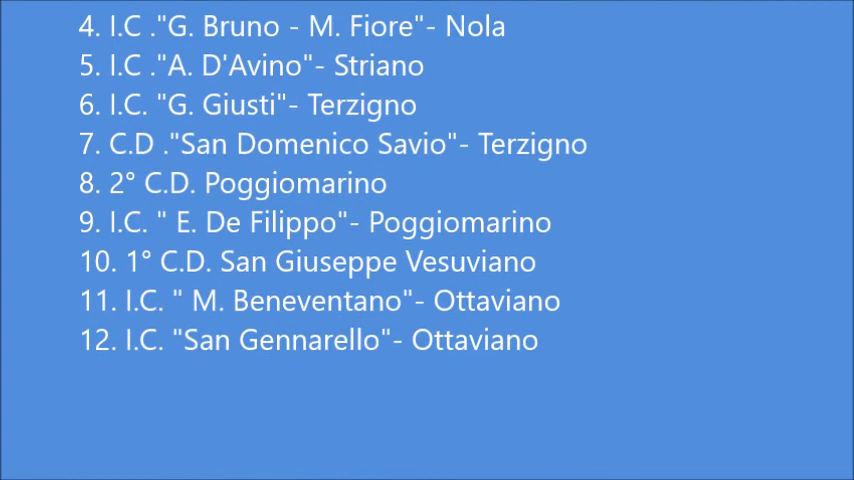 4. I.C ."G. Bruno - M. Fiore"- Nola
5. I.C ."A. D'Avino"- Striano
6. I.C. "G. Giusti"- Terzigno
7. C.D ."San Domenico Savio"- Terzigno
8. 2° C.D. Poggiomarino
9. I.C. " E. De Filippo"- Poggiomarino
10. 1° C.D. San Giuseppe Vesuviano
11. I.C. " M. Beneventano"- Ottaviano
12. I.C. "San Gennarello"- Ottaviano